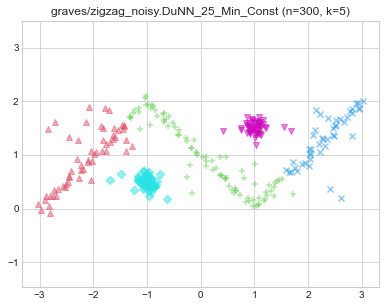 graves/zigzag_noisy.DuNN_25_Min_Const (n=300, k=5)
3
2
1
0
−1
−3 −2 −1 0 1 2 3